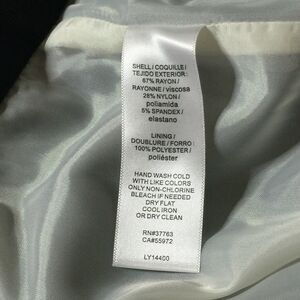 SHELL / COQUILLE /
TEJIDO EXTERIOR:
67% RAYON /
RAYONNE / viscosa
28% NYLON /
poliamida
5% SPANDEX /
elastano
LINING /
DOUBLURE / FORRO:
100% POLYESTER /
poliéster
HAND WASH COLD
WITH LIKE COLORS
ONLY NON-CHLORINE
BLEACH IF NEEDED
DRY FLAT
COOL IRON
OR DRY CLEAN
RN#37763
CA#55972
LY14400